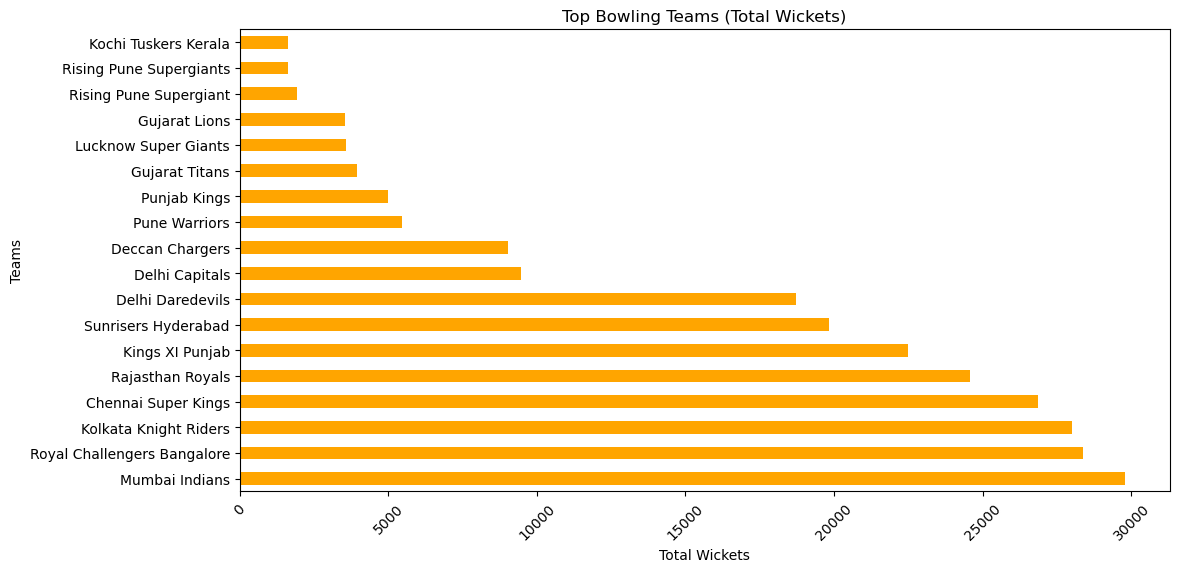 Top Bowling Teams (Total Wickets)
Kochi Tuskers Kerala
Rising Pune Supergiants
Rising Pune Supergiant
Gujarat Lions
Lucknow Super Giants
Gujarat Titans
Punjab Kings
Pune Warriors
Deccan Chargers
Delhi Capitals
Delhi Daredevils
Sunrisers Hyderabad
Kings XI Punjab
Rajasthan Royals
Chennai Super Kings
Kolkata Knight Riders
Royal Challengers Bangalore
Mumbai Indians
Teams
0 5000 10000 15000 20000 25000 30000
Total Wickets